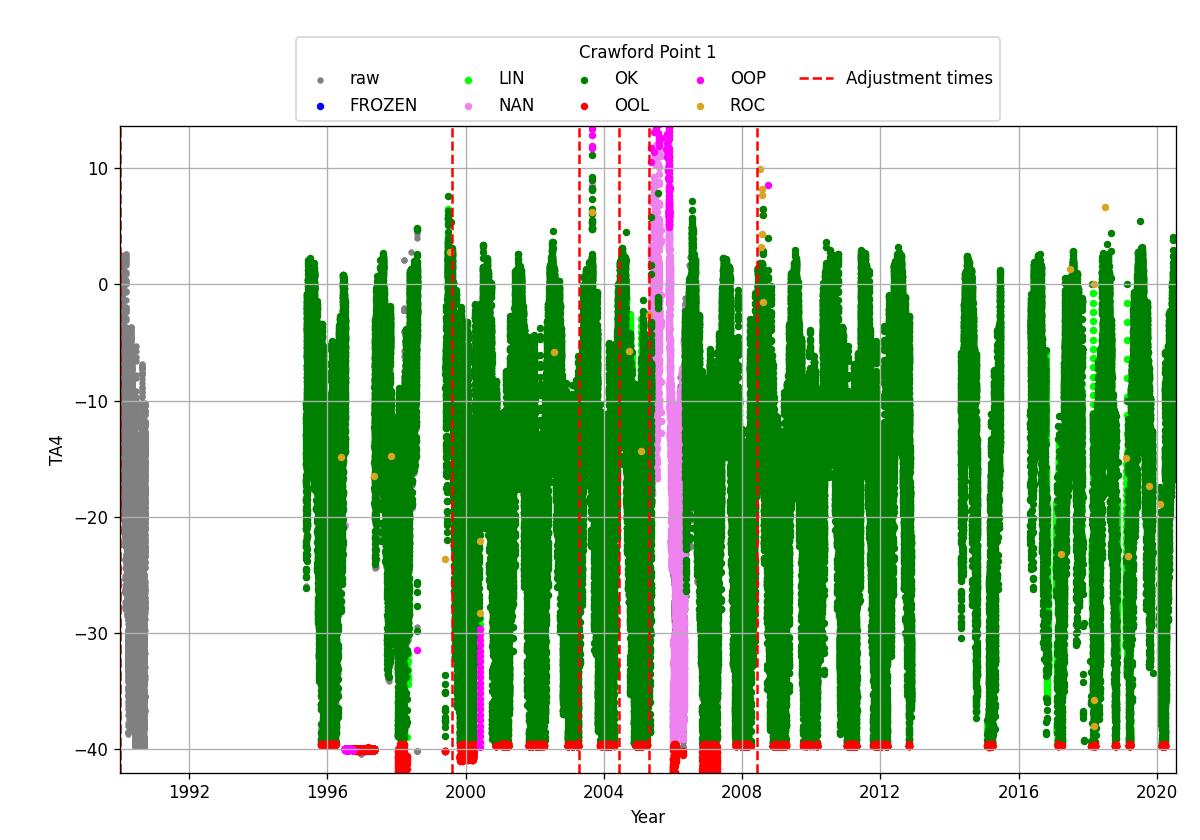 Crawford Point 1
raw LIN OK OOP Adjustment times
FROZEN NAN OOL ROC
10
0
−10
−20
−30
−40
TA4
1992 1996 2000 2004 2008 2012 2016 2020
Year